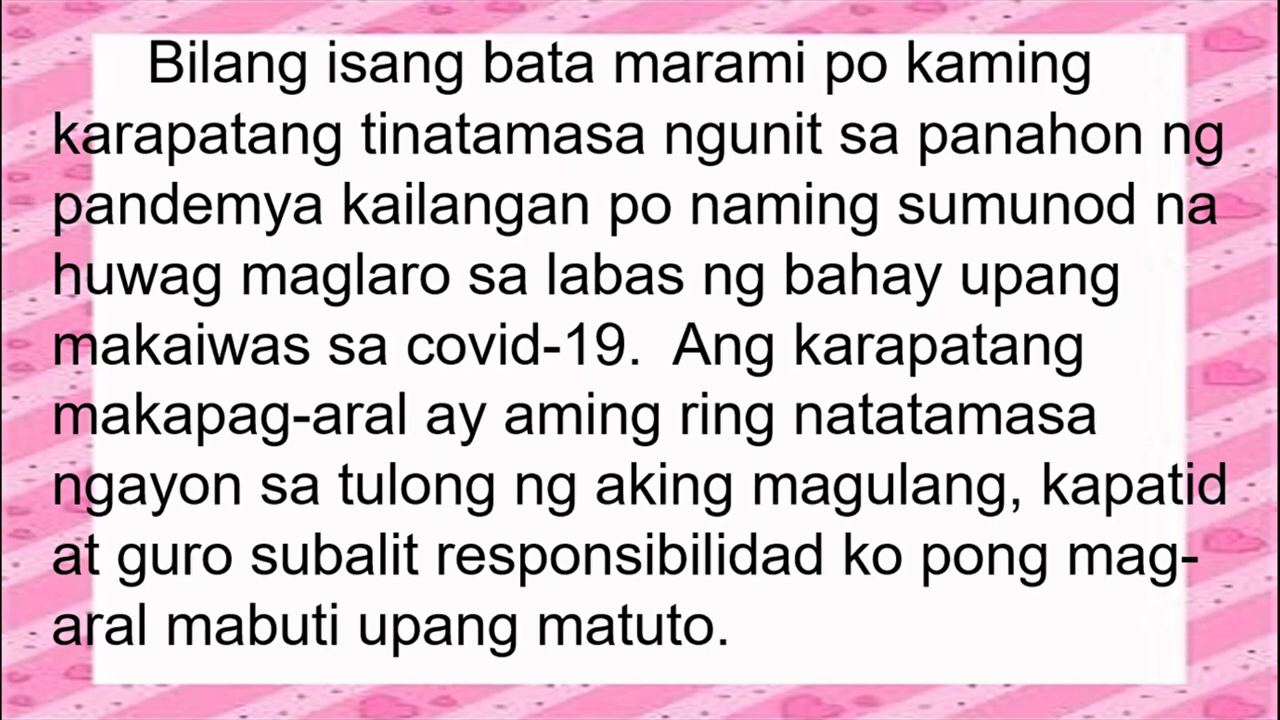 Bilang isang bata marami po kaming
karapatang tinatamasa ngunit sa panahon ng
pandemya kailangan po naming sumunod na
huwag maglaro sa labas ng bahay upang
makaiwas sa covid-19.  Ang karapatang
makapag-aral ay aming ring natatamasa
ngayon sa tulong ng aking magulang, kapatid
at guro subalit responsibilidad ko pong mag-
aral mabuti upang matuto.